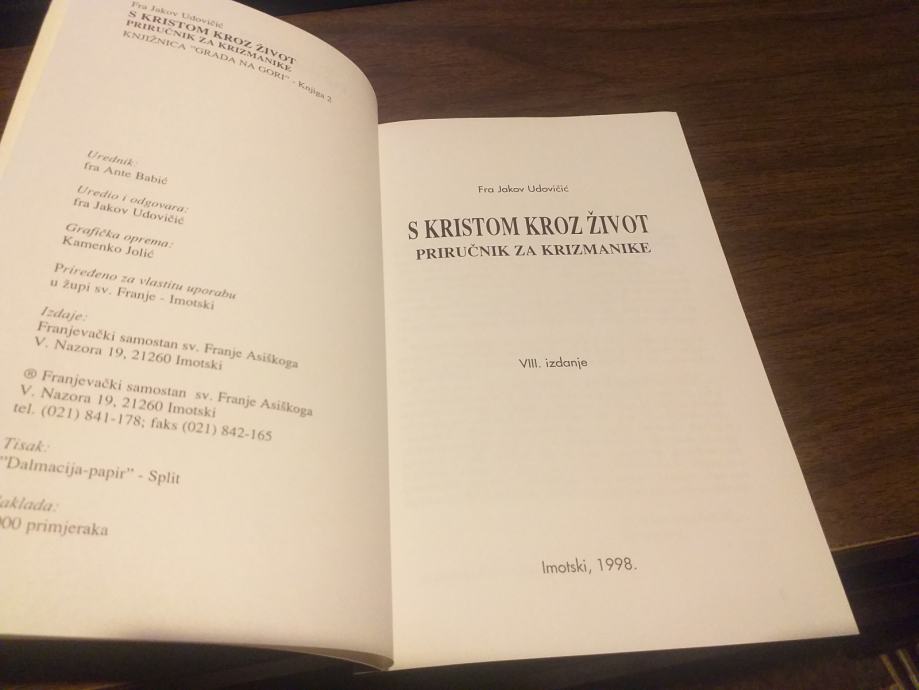 Fra Jakov Udovičić
S KRISTOM KROZ ŽIVOT
PRIRUČNIK ZA KRIZMANIKE
KNJIŽNICA "GRADA NA GORI" - Knjiga 2
Urednik:
fra Ante Babić
Uredio i odgovara:
fra Jakov Udovičić
Grafička oprema:
Kamenko Jolić
Priređeno za vlastitu uporabu
u župi sv. Franje - Imotski
Izdaje:
Franjevački samostan sv. Franje Asiškoga
V. Nazora 19, 21260 Imotski
® Franjevački samostan sv. Franje Asiškoga
V. Nazora 19, 21260 Imotski
tel. (021) 841-178; faks (021) 842-165
Tisak:
"Dalmacija-papir" - Split
aklada:
000 primjeraka
Fra Jakov Udovičić
S KRISTOM KROZ ŽIVOT
PRIRUČNIK ZA KRIZMANIKE
VIII. izdanje
Imotski, 1998.